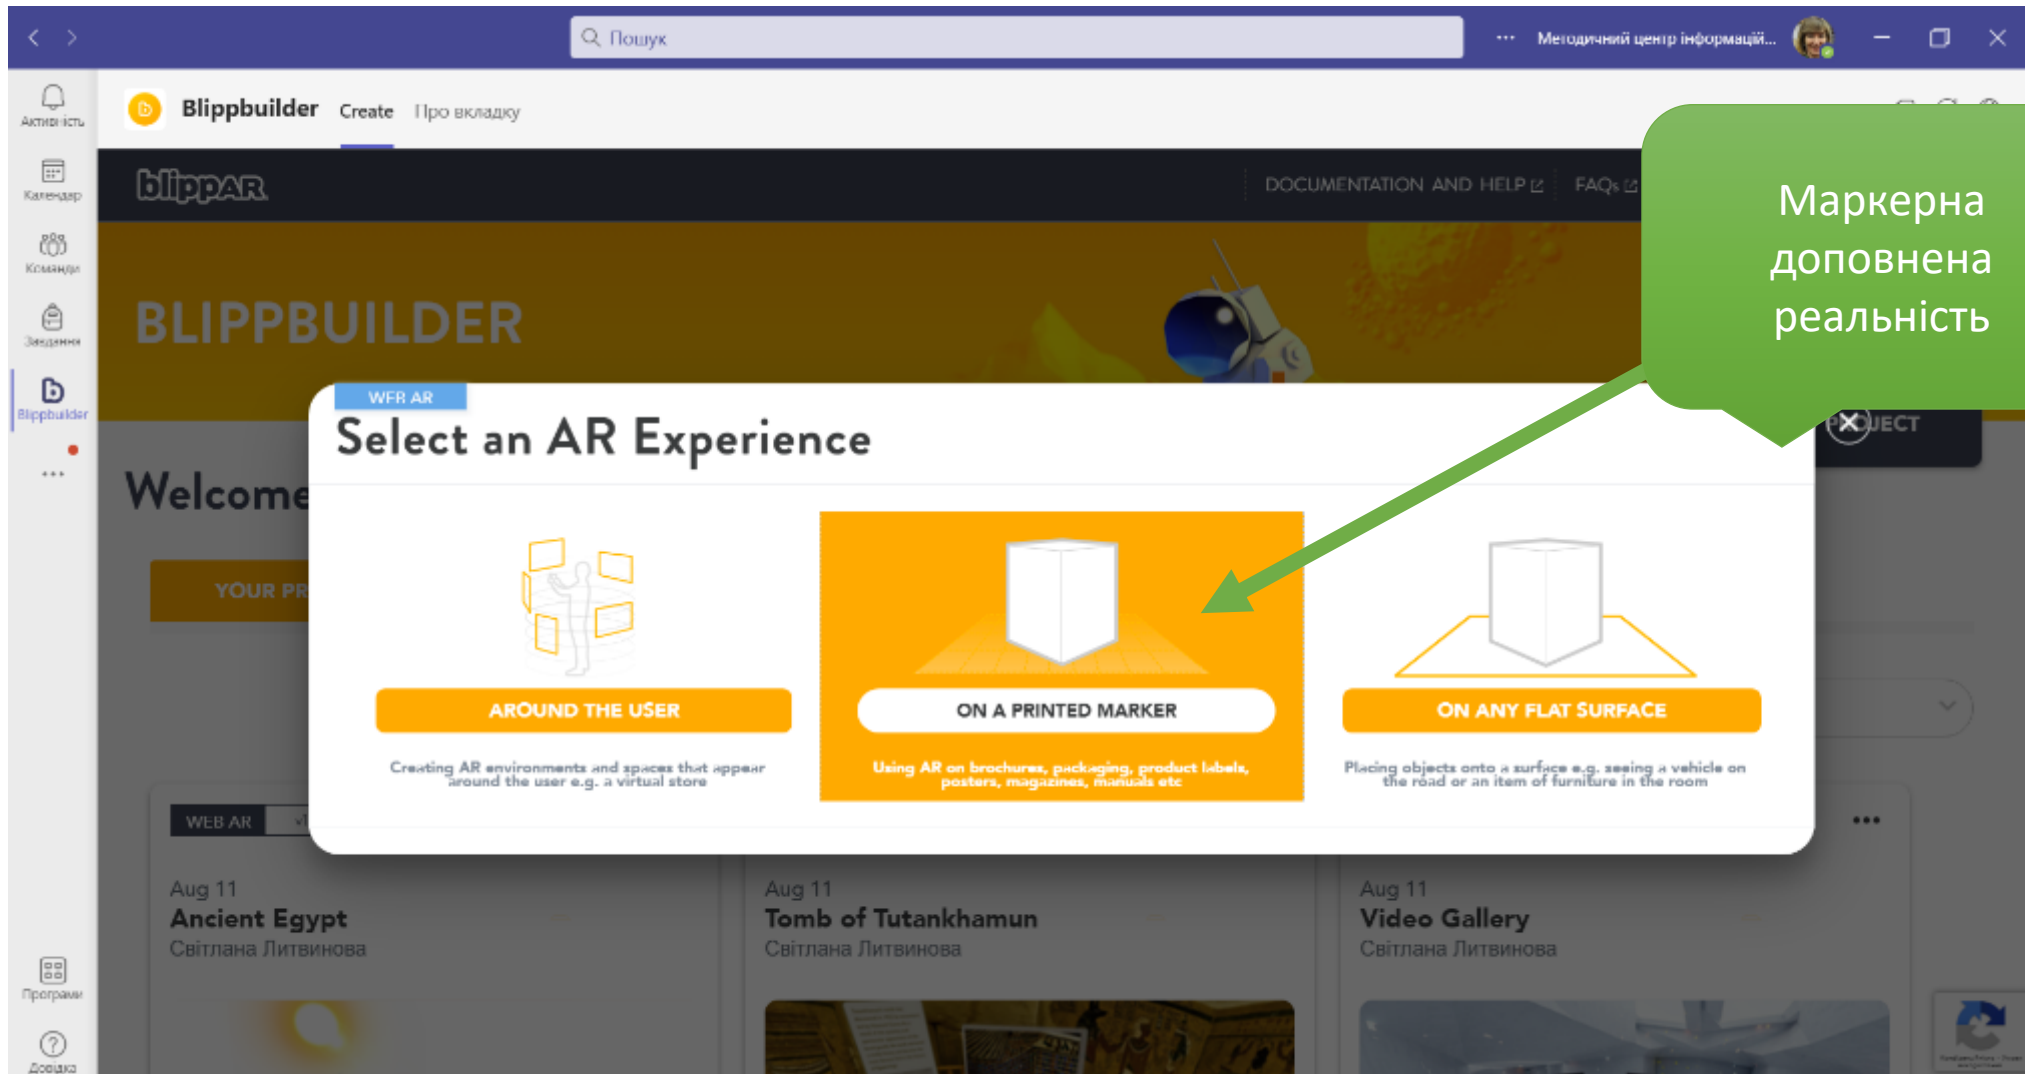 Пошук
Методичний центр інформацій...
Активність
Календар
Команди
Завдання
Blippbuilder
Програми
Довідка
Blippbuilder Create Про вкладку
blippAR
DOCUMENTATION AND HELP
FAQs
BLIPPBUILDER
Маркерна
доповнена
реальність
Welcome
YOUR PR
WEB AR
Select an AR Experience
AROUND THE USER
Creating AR environments and spaces that appear
around the user e.g. a virtual store
ON A PRINTED MARKER
Using AR on brochures, packaging, product labels,
posters, magazines, manuals etc
ON ANY FLAT SURFACE
Placing objects onto a surface e.g. seeing a vehicle on
the road or an item of furniture in the room
WEB AR
Aug 11
Ancient Egypt
Світлана Литвинова
Aug 11
Tomb of Tutankhamun
Світлана Литвинова
Aug 11
Video Gallery
Світлана Литвинова